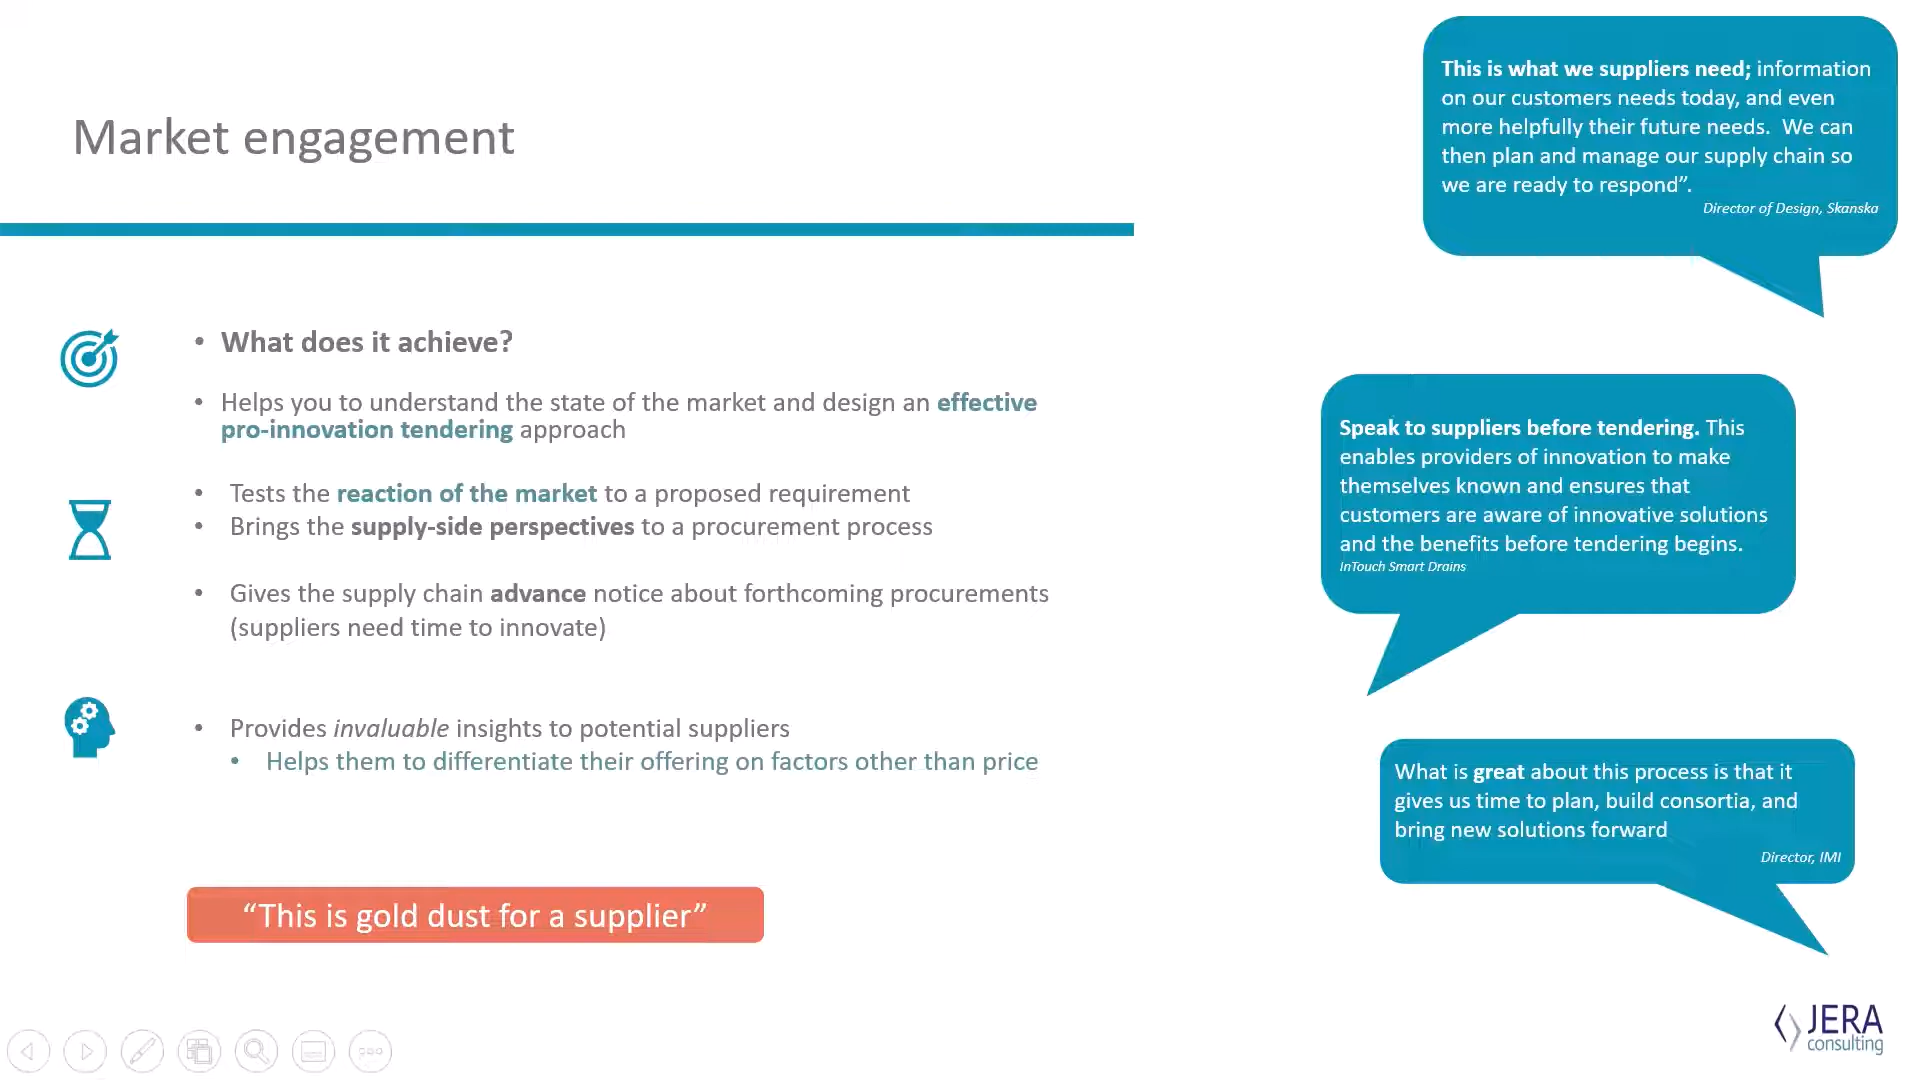 Market engagement
• What does it achieve?
• Helps you to understand the state of the market and design an effective
pro-innovation tendering approach
• Tests the reaction of the market to a proposed requirement
• Brings the supply-side perspectives to a procurement process
• Gives the supply chain advance notice about forthcoming procurements
(suppliers need time to innovate)
• Provides invaluable insights to potential suppliers
• Helps them to differentiate their offering on factors other than price
“This is gold dust for a supplier”
This is what we suppliers need; information
on our customers needs today, and even
more helpfully their future needs.  We can
then plan and manage our supply chain so
we are ready to respond”.
Director of Design, Skanska
Speak to suppliers before tendering. This
enables providers of innovation to make
themselves known and ensures that
customers are aware of innovative solutions
and the benefits before tendering begins.
InTouch Smart Drains
What is great about this process is that it
gives us time to plan, build consortia, and
bring new solutions forward
Director, IMI
JERA
consulting